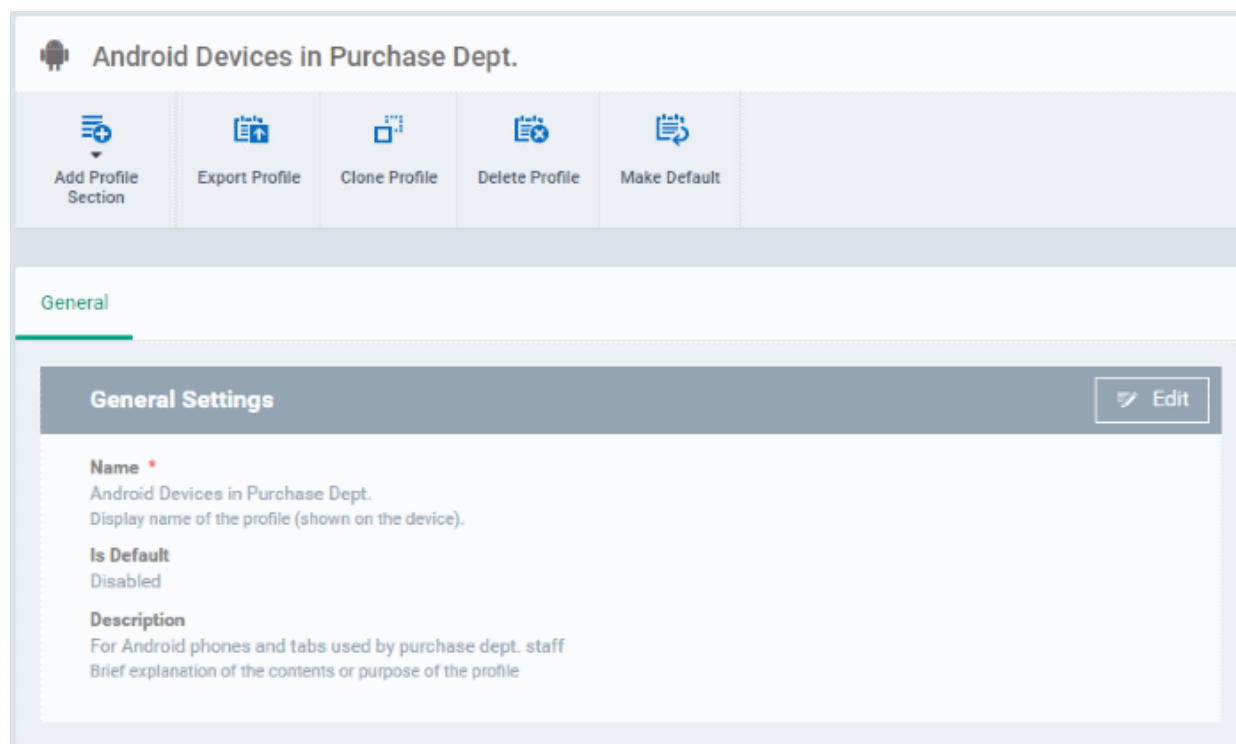 Android Devices in Purchase Dept.
Add Profile
Section
Export Profile
Clone Profile
Delete Profile
Make Default
General
General Settings
Edit
Name *
Android Devices in Purchase Dept.
Display name of the profile (shown on the device).
Is Default
Disabled
Description
For Android phones and tabs used by purchase dept. staff
Brief explanation of the contents or purpose of the profile